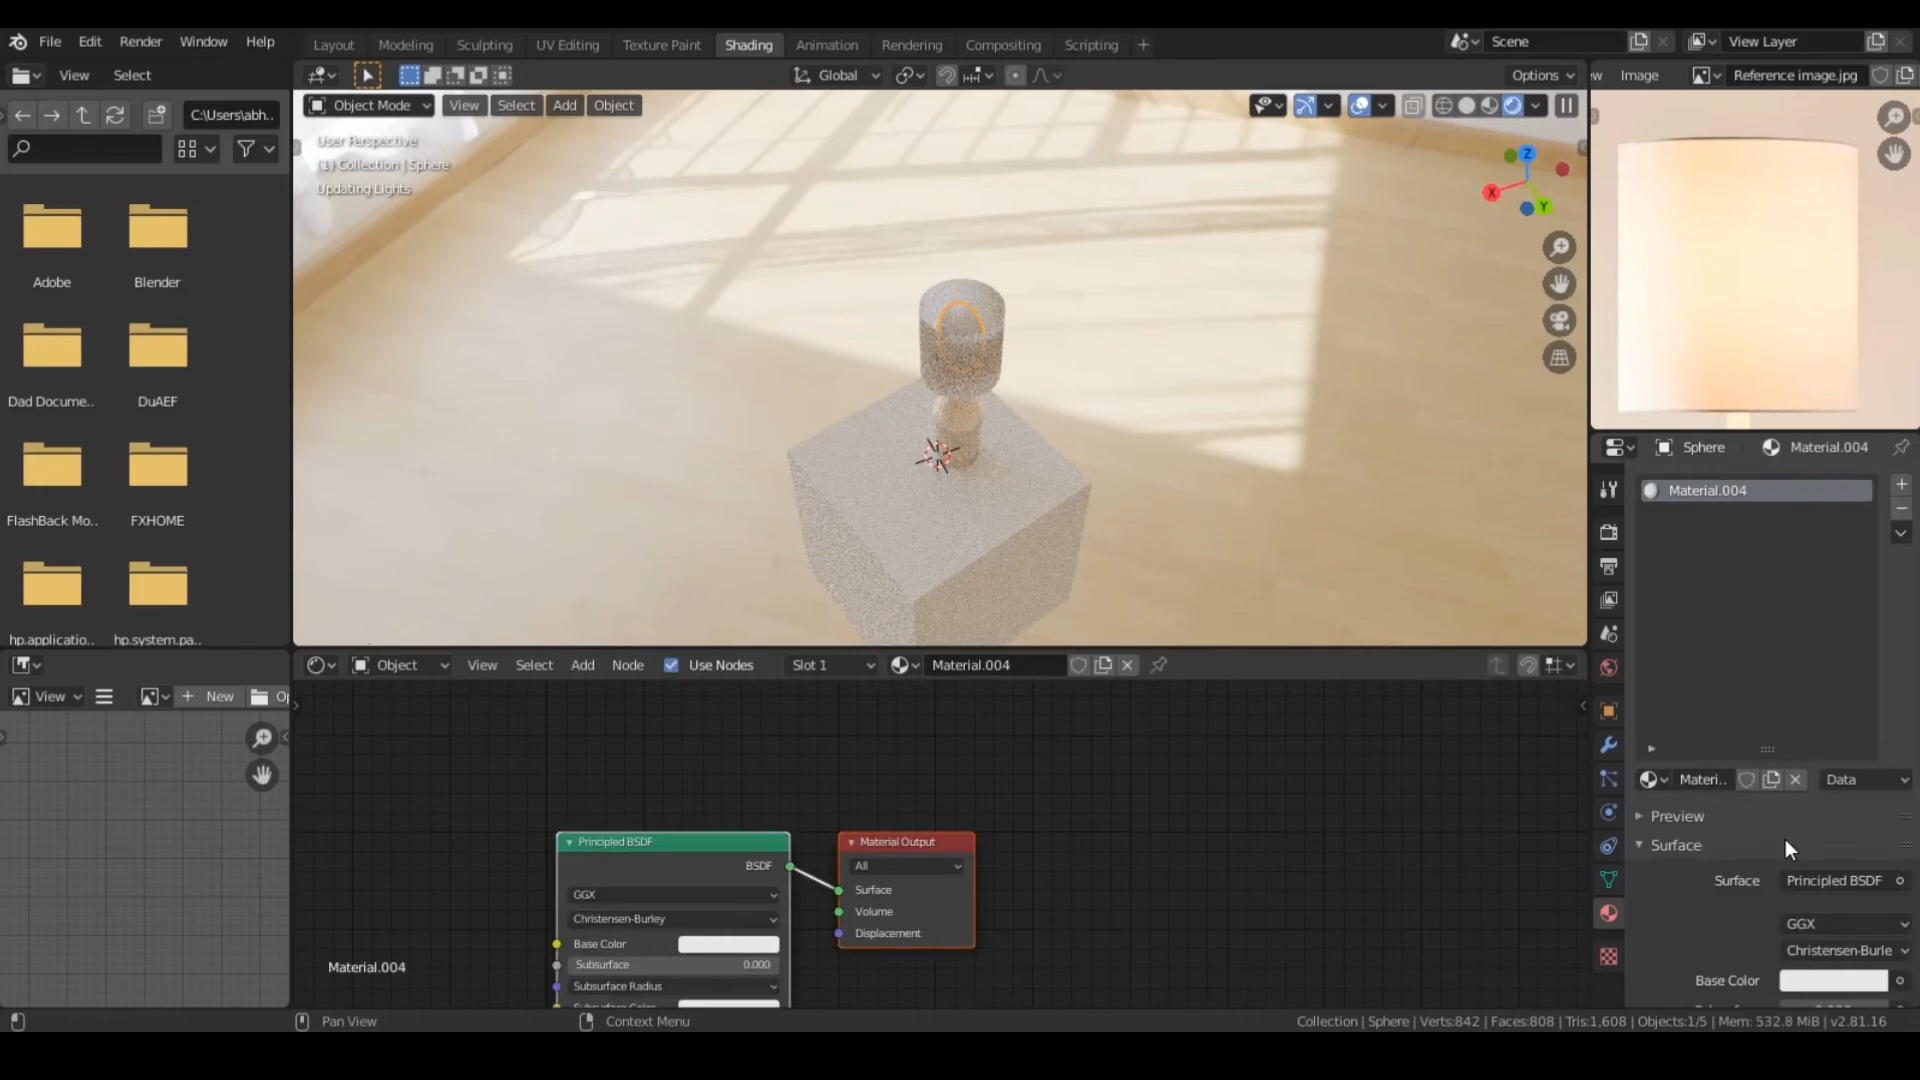 File Edit Render Window Help
Layout Modeling Sculpting UV Editing Texture Paint Shading Animation Rendering Compositing Scripting +
Scene
View Layer
View Select
Global
Options
ew Image Reference image.jpg
C:\Users\abh..
Object Mode View Select Add Object
User Perspective
(1) Collection | Sphere
Updating Lights
Z
X
Y
Adobe
Blender
Dad Docume..
DuAEF
FlashBack Mo..
FXHOME
hp.applicatio..
hp.system.pa..
Sphere
Material.004
Material.004
Object View Select Add Node Use Nodes Slot 1 Material.004
View
+ New
Op
Materi..
Data
Preview
Surface
Surface Principled BSDF
GGX
Christensen-Burle
Base Color
Principled BSDF
BSDF
GGX
Christensen-Burley
Base Color
Subsurface 0.000
Subsurface Radius
Subsurface Color
Material Output
All
Surface
Volume
Displacement
Material.004
Pan View
Context Menu
Collection | Sphere | Verts:842 | Faces:808 | Tris:1,608 | Objects:1/5 | Mem: 532.8 MiB | v2.81.16